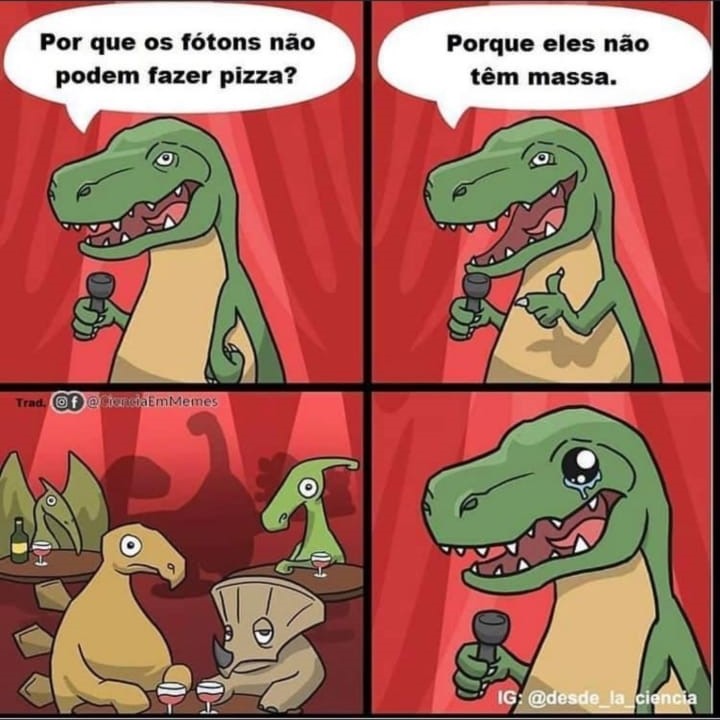 Por que os fótons não
podem fazer pizza?
Porque eles não
têm massa.
Trad. @CienciaEmMemes
IG: @desde_la_ciencia